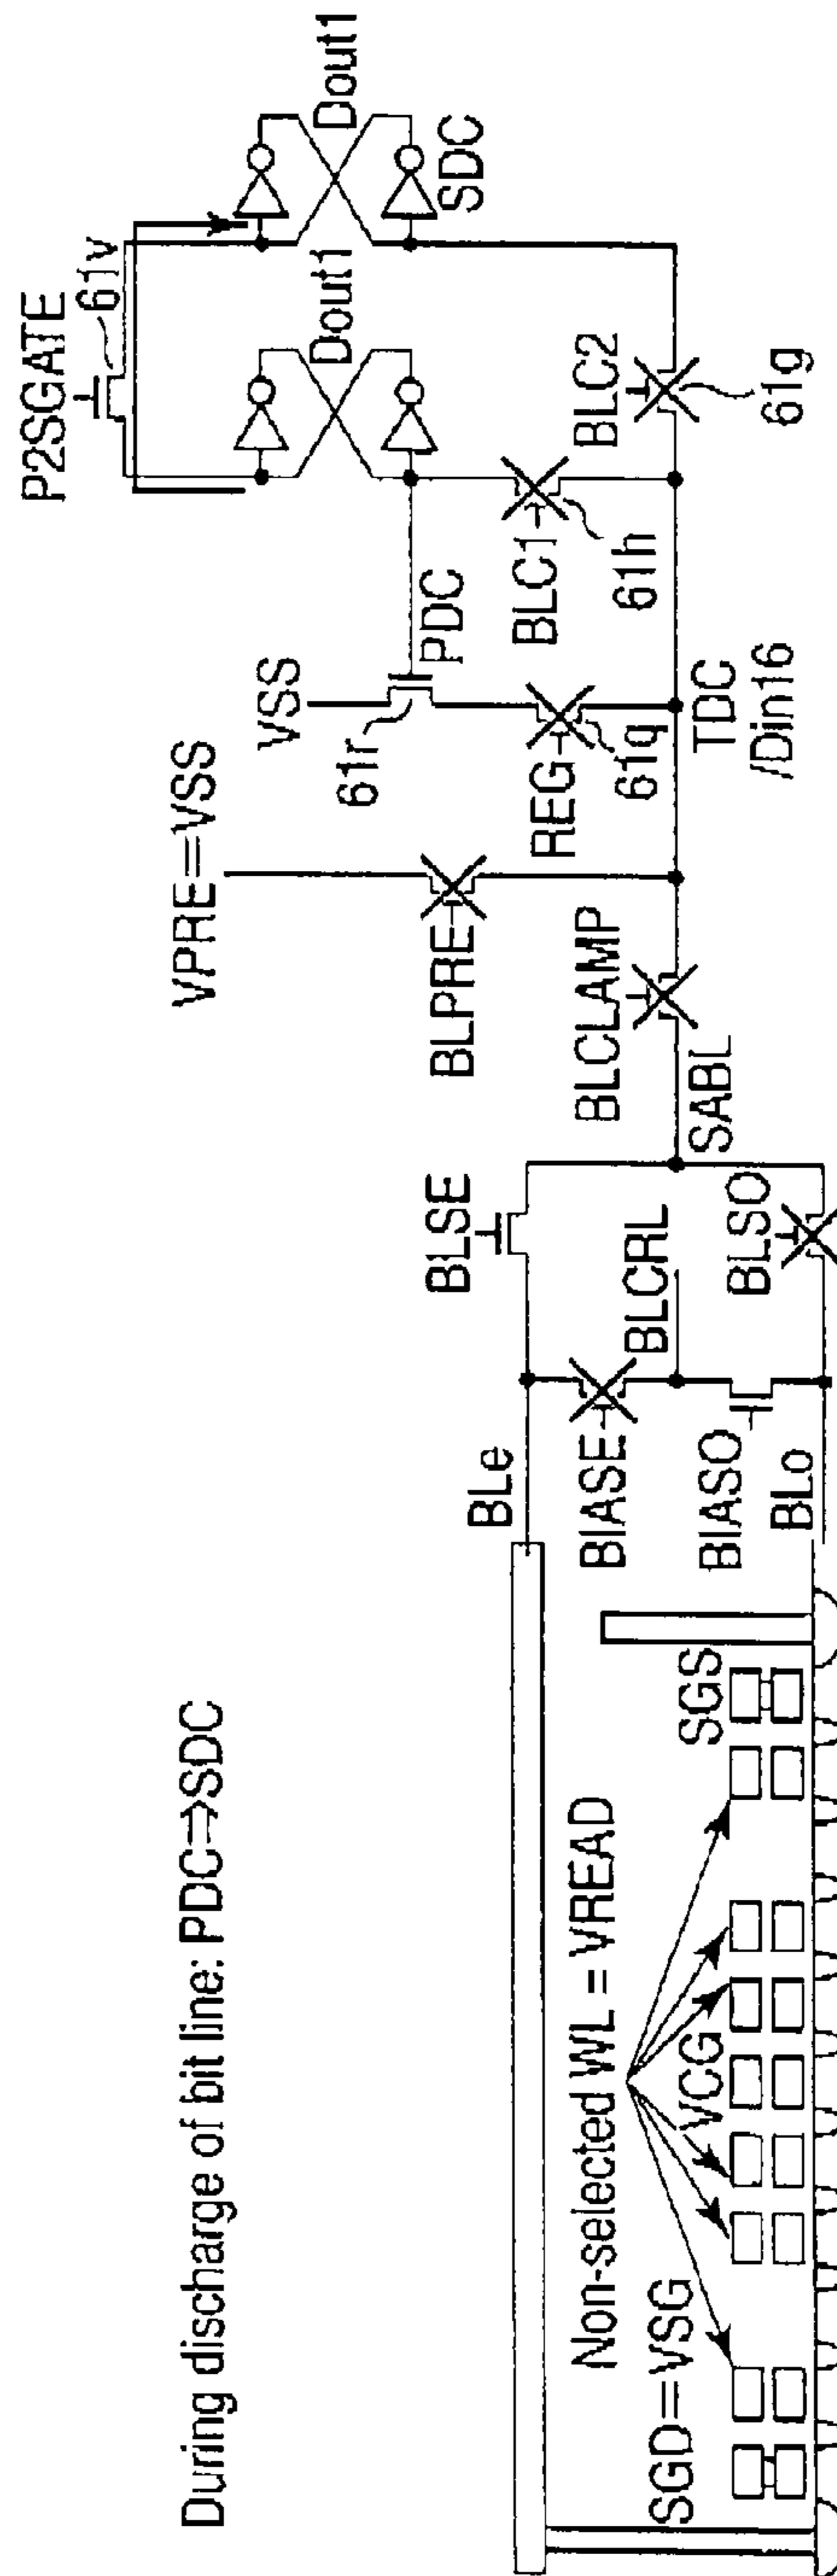 During discharge of bit line: PDC⇒SDC
P2SGATE
61v
Dout1
Dout1
SDC
VPRE=VSS
VSS
61r
PDC
BLPRE
REG
61q
BLC1
61h
BLC2
61g
BLCLAMP
TDC
/Din16
SABL
BLSE
BLSO
BLe
BIASE
BLCRL
BIASO
BLo
Non-selected WL = VREAD
SGD=VSG
VCG
SGS